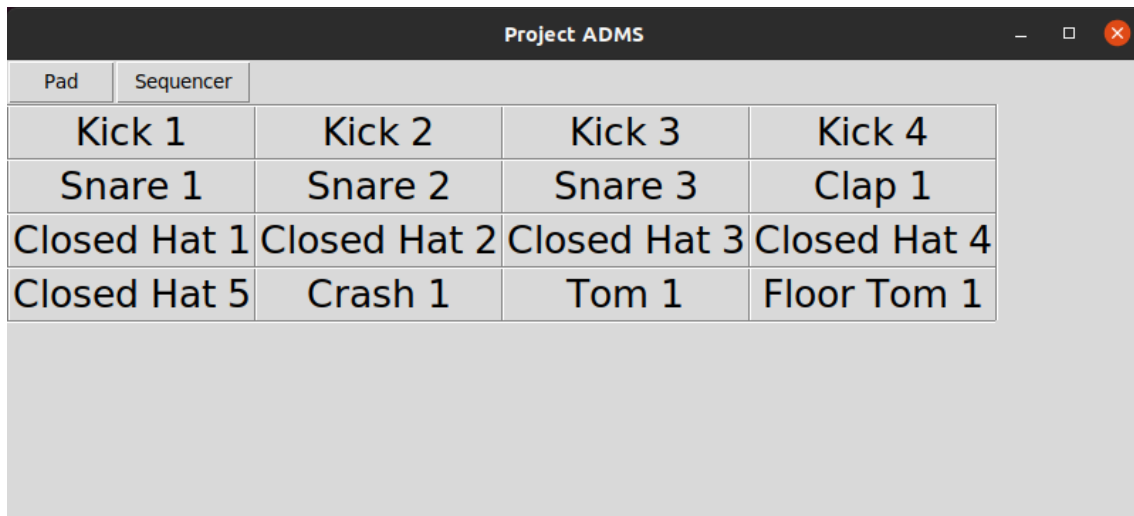 Project ADMS
Pad Sequencer
Kick 1 Kick 2 Kick 3 Kick 4
Snare 1 Snare 2 Snare 3 Clap 1
Closed Hat 1 Closed Hat 2 Closed Hat 3 Closed Hat 4
Closed Hat 5 Crash 1 Tom 1 Floor Tom 1